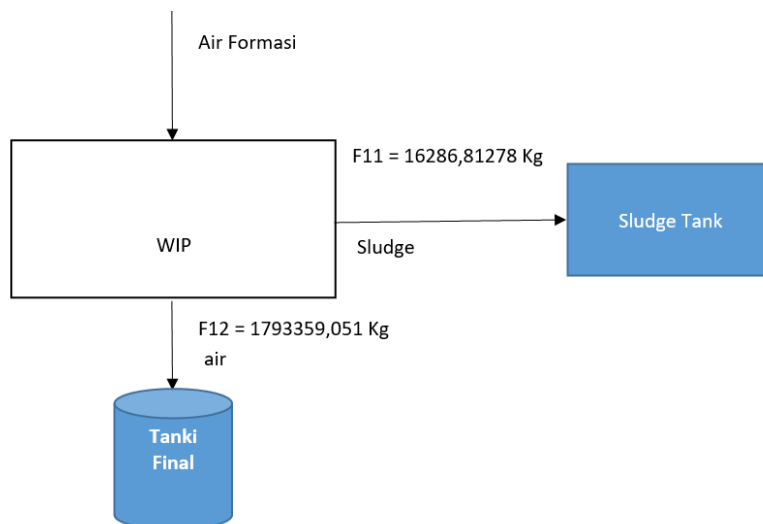 Air Formasi
F11 = 16286,81278 Kg
Sludge Tank
WIP
Sludge
F12 = 1793359,051 Kg
air
Tanki
Final